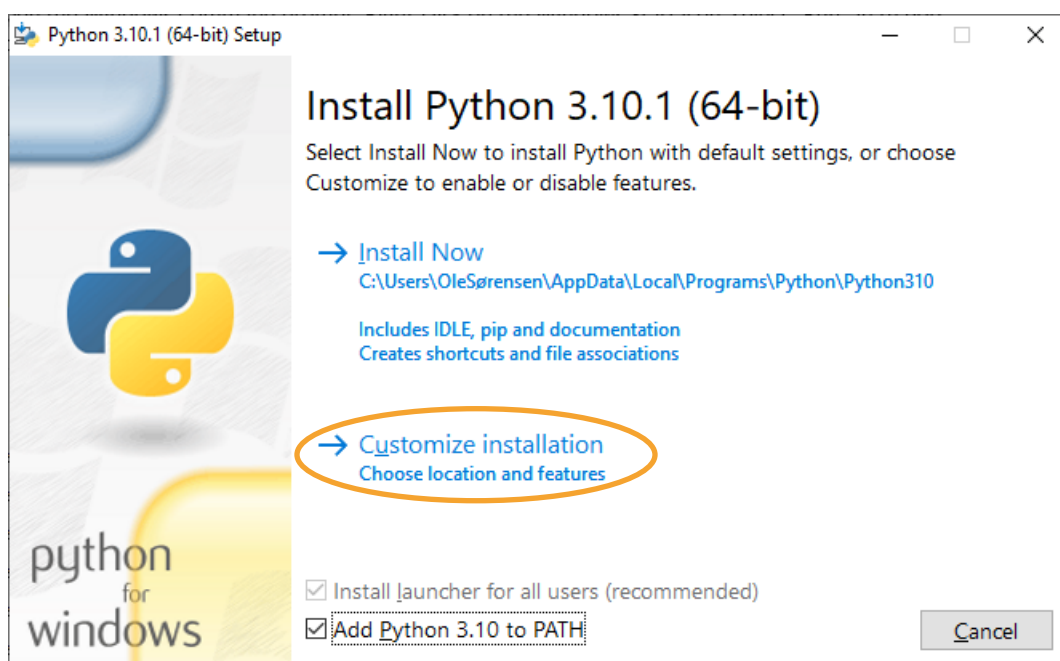 Python 3.10.1 (64-bit) Setup
Install Python 3.10.1 (64-bit)
Select Install Now to install Python with default settings, or choose
Customize to enable or disable features.
Install Now
C:\Users\OleSørensen\AppData\Local\Programs\Python\Python310
Includes IDLE, pip and documentation
Creates shortcuts and file associations
Customize installation
Choose location and features
python
for
windows
Install launcher for all users (recommended)
Add Python 3.10 to PATH
Cancel